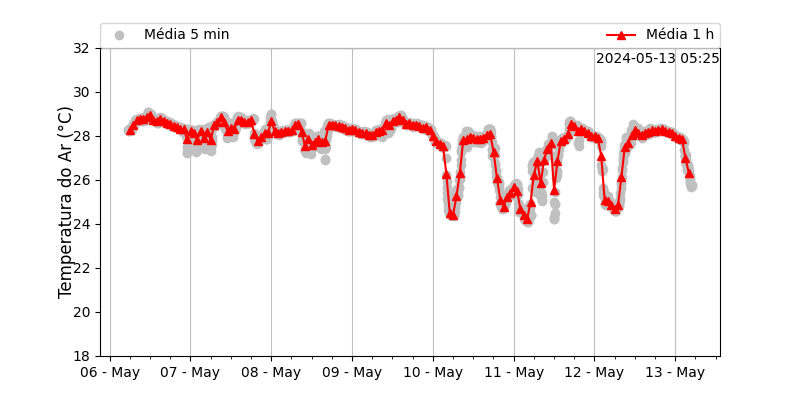 Média 5 min
Média 1 h
2024-05-13 05:25
Temperatura do Ar (°C)
32
30
28
26
24
22
20
18
06 - May
07 - May
08 - May
09 - May
10 - May
11 - May
12 - May
13 - May